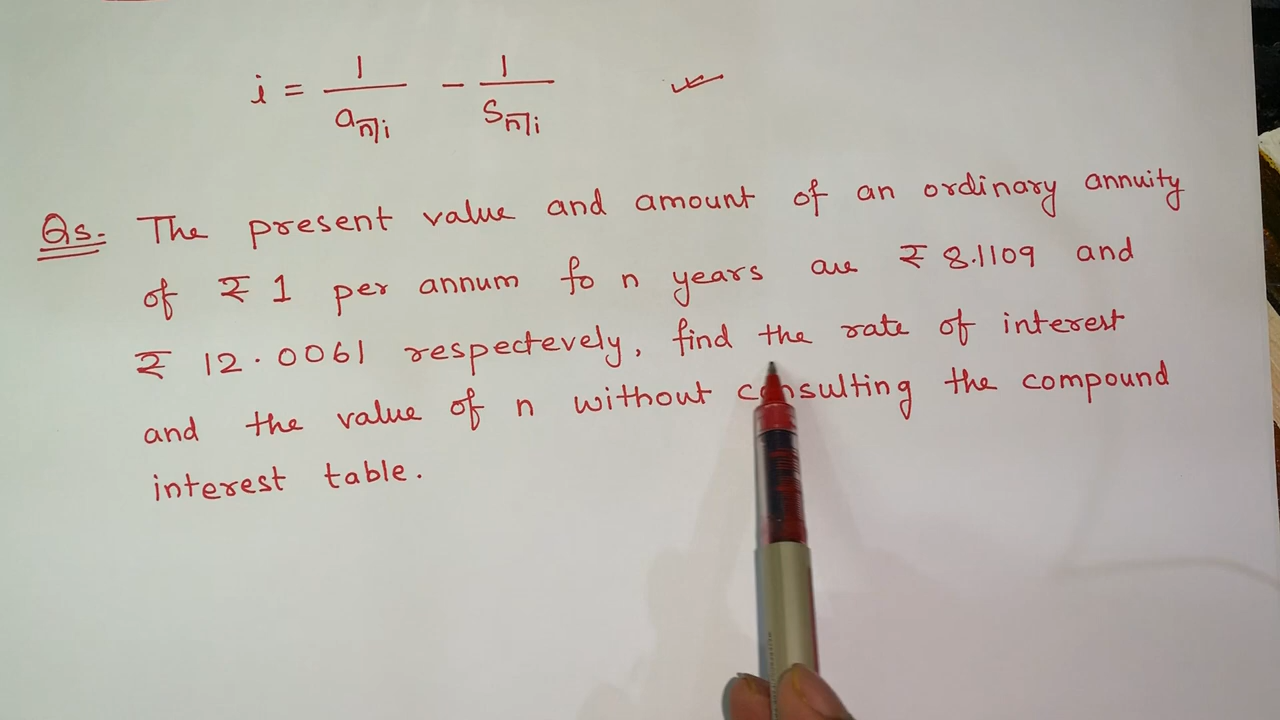 i = 1/a_n̅|i - 1/s_n̅|i ✓
Qs. The present value and amount of an ordinary annuity
of ₹ 1 per annum fo n years are ₹ 8.1109 and
₹ 12.0061 respectevely, find the rate of interest
and the value of n without consulting the compound
interest table.